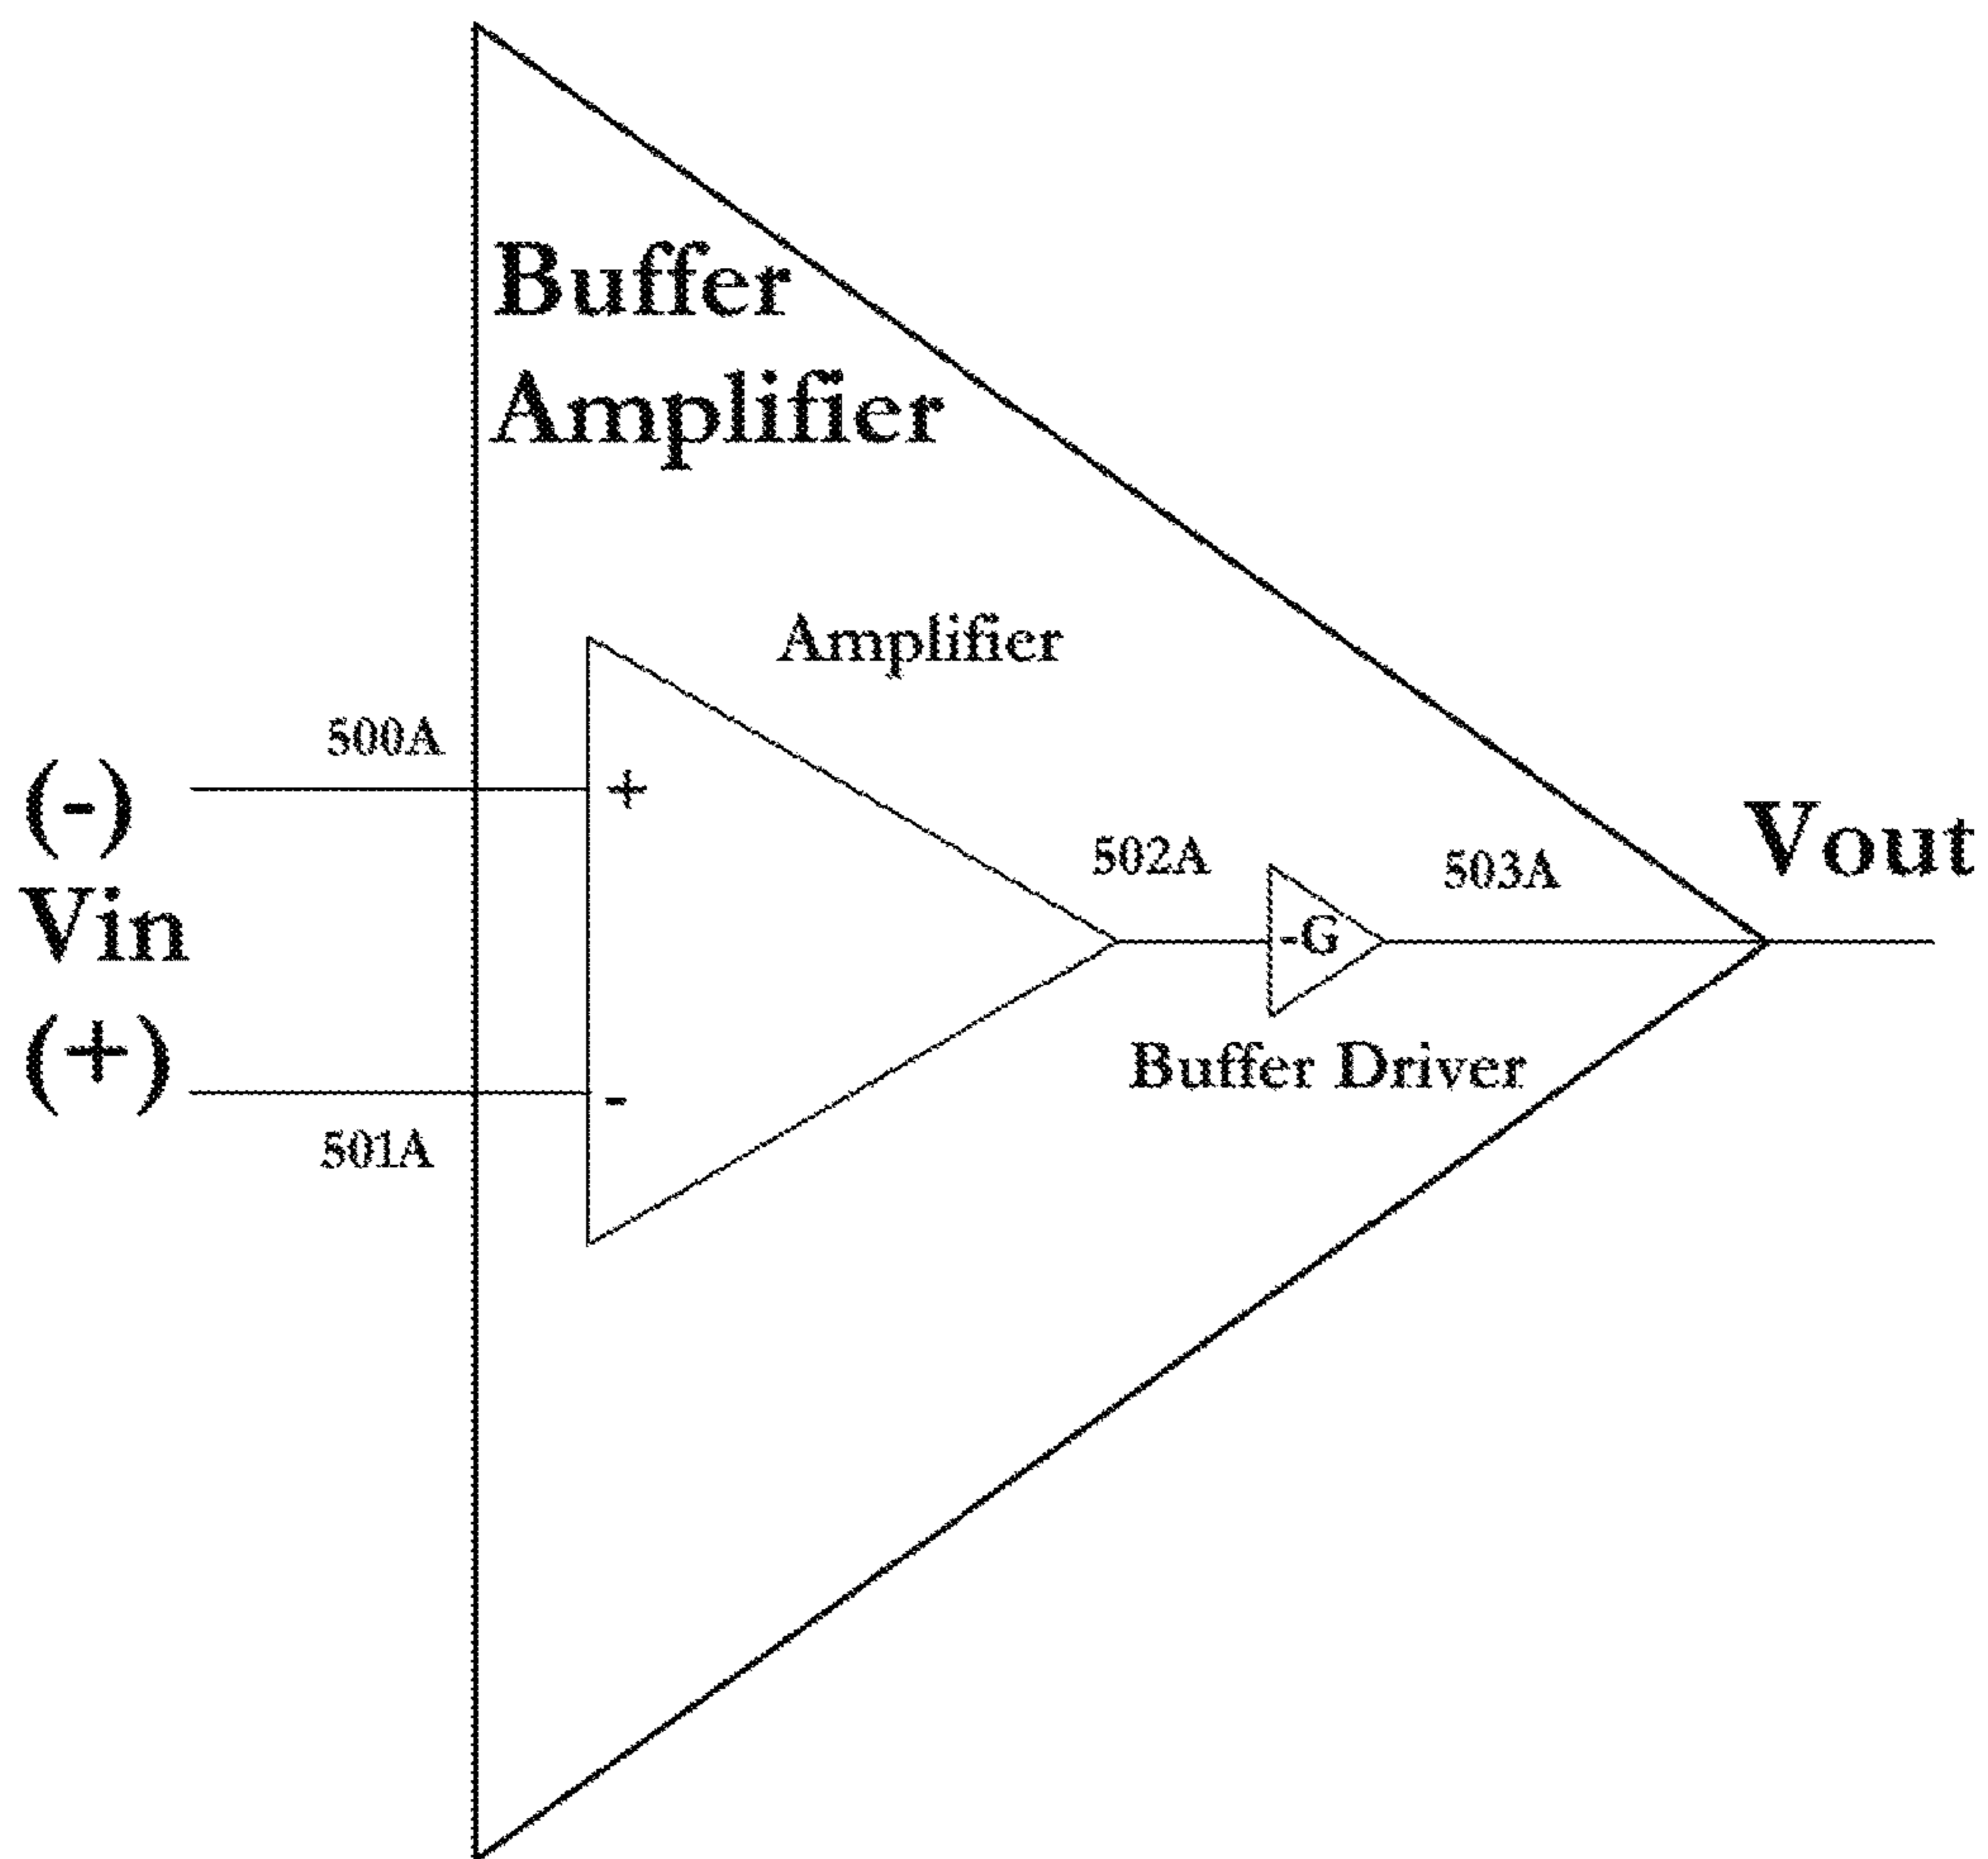 Buffer
Amplifier
Amplifier
500A
(-)
+
Vin
502A
503A
Vout
-G
(+)
-
Buffer Driver
501A